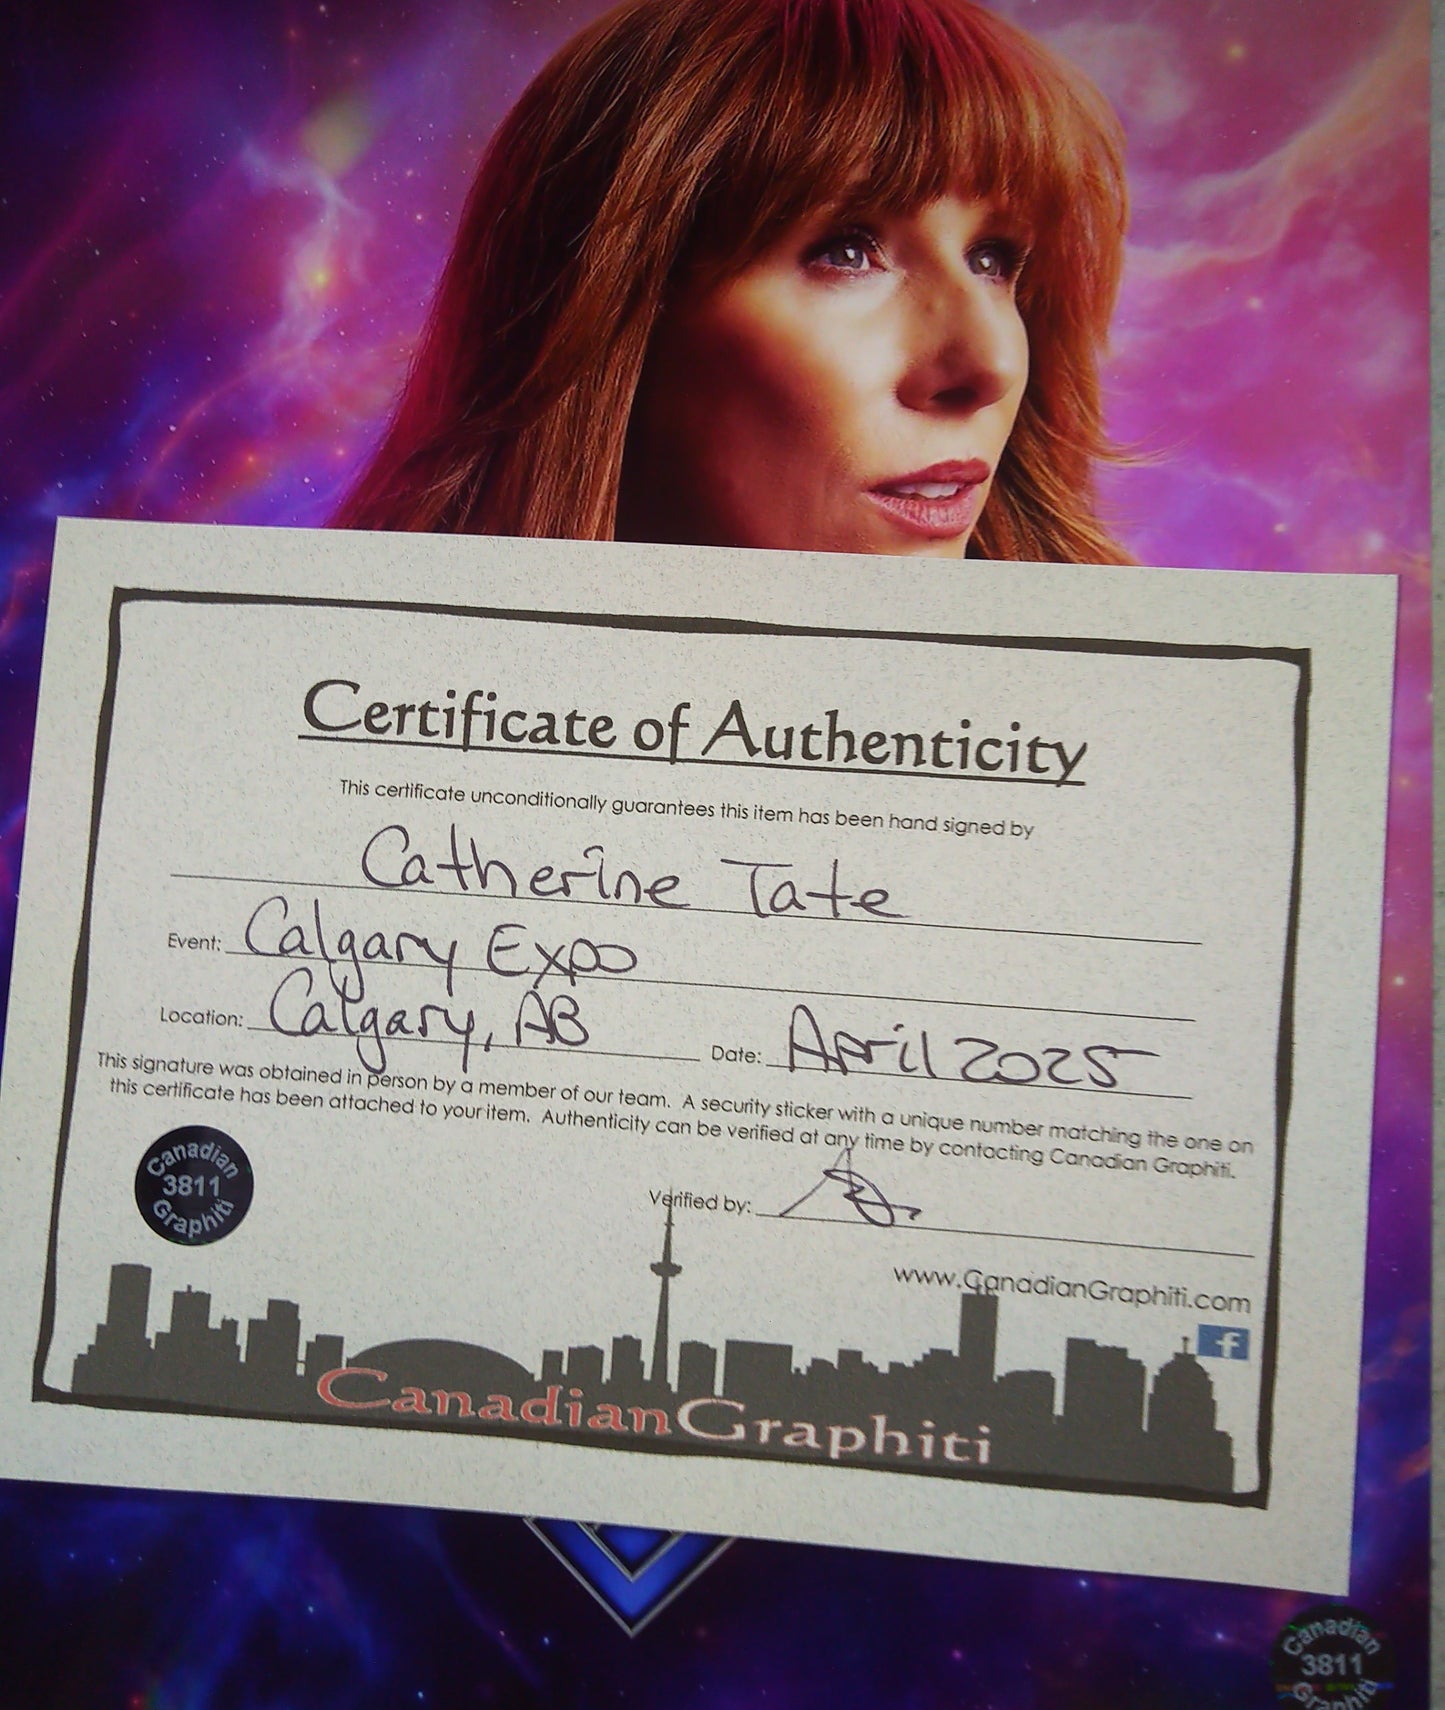 Certificate of Authenticity
This certificate unconditionally guarantees this item has been hand signed by
Catherine Tate
Event: Calgary Expo
Location: Calgary, AB Date: April 2025
This signature was obtained in person by a member of our team. A security sticker with a unique number matching the one on
this certificate has been attached to your item. Authenticity can be verified at any time by contacting Canadian Graphiti.
Canadian
3811
Graphiti
Verified by:
www.CanadianGraphiti.com
f
CanadianGraphiti
Canadian
3811
Graphiti